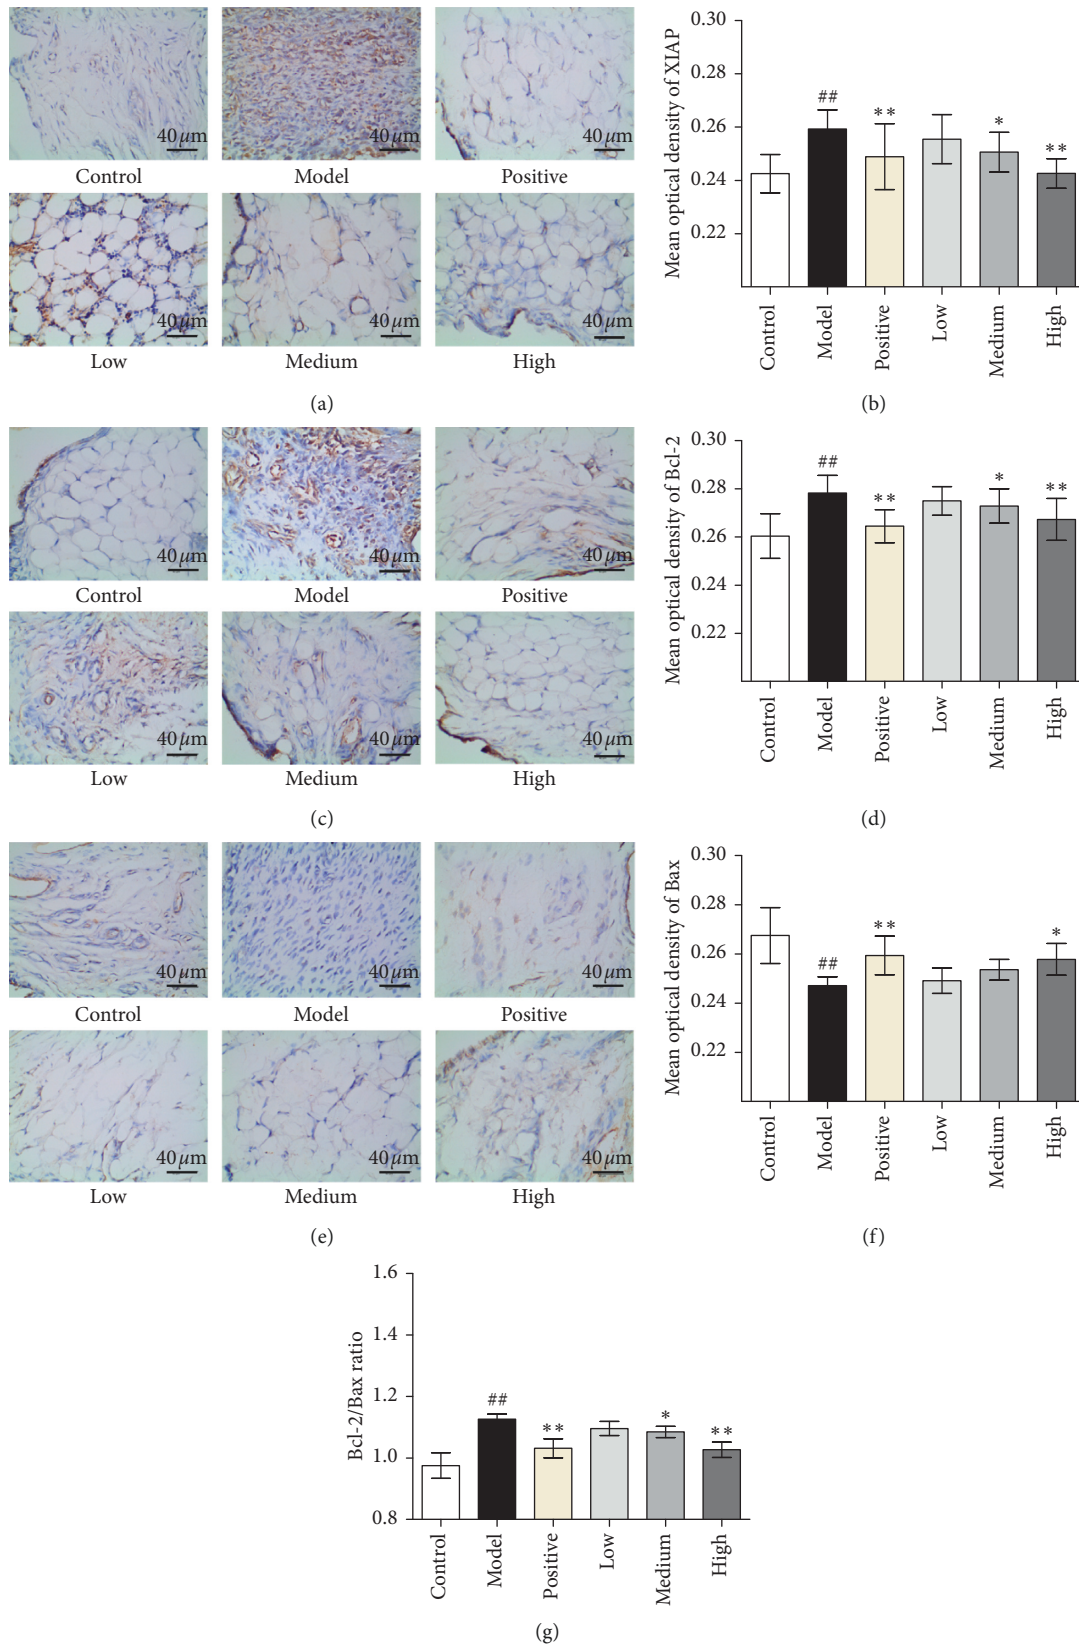 40 μm 40 μm 40 μm
Control Model Positive
40 μm 40 μm 40 μm
Low Medium High
(a)
Mean optical density of XIAP
0.30
0.26
0.24
0.22
## ** * **
Control Model Positive Low Medium High
(b)
40 μm 40 μm 40 μm
Control Model Positive
40 μm 40 μm 40 μm
Low Medium High
(c)
Mean optical density of Bcl-2
0.30
0.28
0.26
0.24
0.22
## ** * **
Control Model Positive Low Medium High
(d)
40 μm 40 μm 40 μm
Control Model Positive
40 μm 40 μm 40 μm
Low Medium High
(e)
Mean optical density of Bax
0.30
0.28
0.26
0.24
0.22
## ** *
Control Model Positive Low Medium High
(f)
Bcl-2/Bax ratio
1.6
1.4
1.2
1.0
0.8
## ** * **
Control Model Positive Low Medium High
(g)